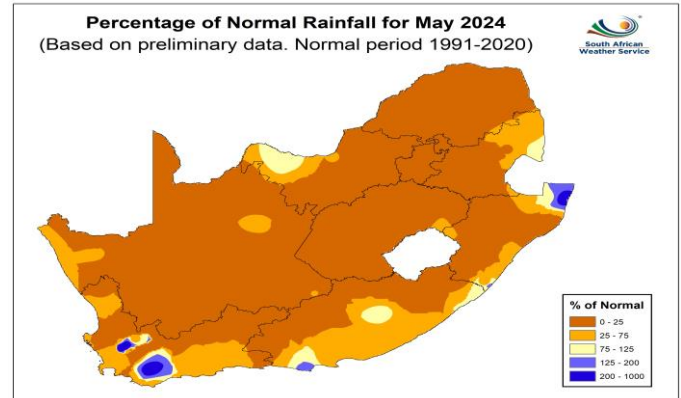 Percentage of Normal Rainfall for May 2024
(Based on preliminary data. Normal period 1991-2020)
South African
Weather Service
% of Normal
0 - 25
25 - 75
75 - 125
125 - 200
200 - 1000